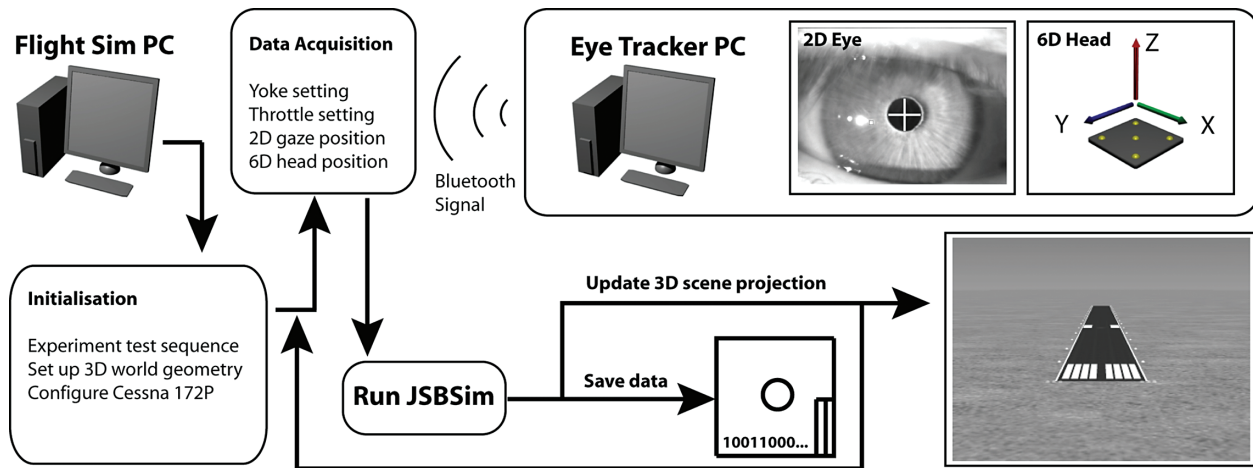 Flight Sim PC
Data Acquisition
Yoke setting
Throttle setting
2D gaze position
6D head position
Bluetooth
Signal
Eye Tracker PC
2D Eye
6D Head
Z
Y
X
Initialisation
Experiment test sequence
Set up 3D world geometry
Configure Cessna 172P
Run JSBSim
Update 3D scene projection
Save data
10011000...